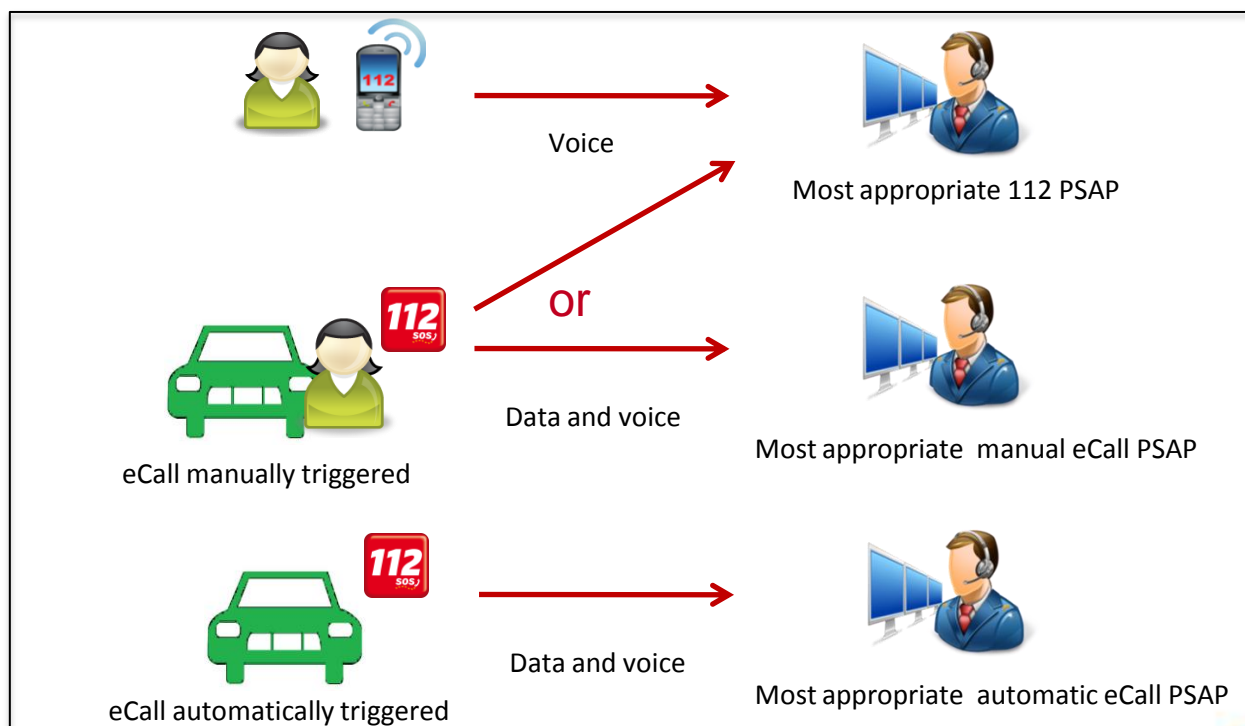 112
Voice
Most appropriate 112 PSAP
112
SOS
or
Data and voice
eCall manually triggered
Most appropriate manual eCall PSAP
112
SOS
Data and voice
eCall automatically triggered
Most appropriate automatic eCall PSAP